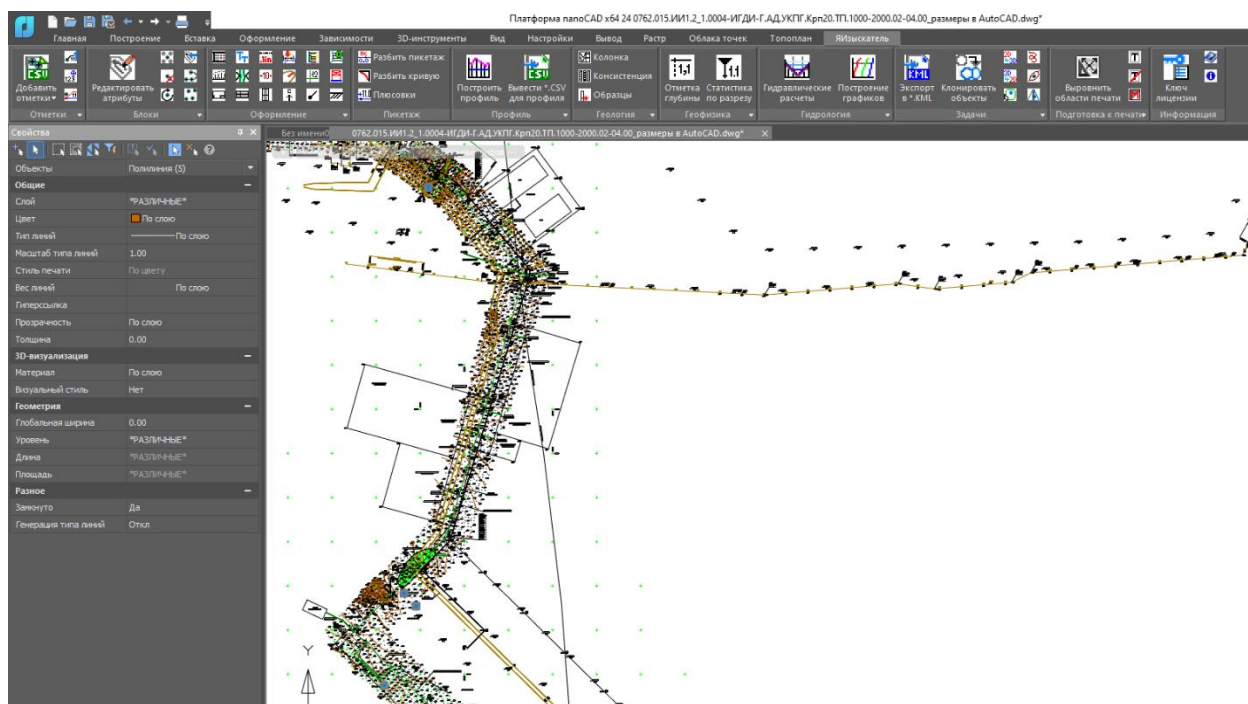 Платформа nanoCAD x64 24 0762.015.ИИ1.2_1.0004-ИГДИ-Г.АД.УКПГ.Крп20.ТП.1000-2000.02-04.00_размеры в AutoCAD.dwg*
Главная Построение Вставка Оформление Зависимости 3D-инструменты Вид Настройки Вывод Растр Облака точек Топоплан ЯИзыскатель
Разбить пикетаж Колонка
Разбить кривую Консистенция
Плюсовки Образцы
Добавить отметки Редактировать атрибуты Построить профиль Вывести *.CSV для профиля Отметка глубины Статистика по разрезу Гидравлические расчеты Построение графиков Экспорт в *.KML Клонировать объекты Выровнить области печати Ключ лицензии
Отметки Блоки Оформление Пикетаж Профиль Геология Геофизика Гидрология Задачи Подготовка к печати Информация
Свойства
Без имени0 0762.015.ИИ1.2_1.0004-ИГДИ-Г.АД.УКПГ.Крп20.ТП.1000-2000.02-04.00_размеры в AutoCAD.dwg*
Объекты Полилиния (5)
Общие
Слой *РАЗЛИЧНЫЕ*
Цвет По слою
Тип линий По слою
Масштаб типа линий 1.00
Стиль печати По цвету
Вес линий По слою
Гиперссылка
Прозрачность По слою
Толщина 0.00
3D-визуализация
Материал По слою
Визуальный стиль Нет
Геометрия
Глобальная ширина 0.00
Уровень *РАЗЛИЧНЫЕ*
Длина *РАЗЛИЧНЫЕ*
Площадь *РАЗЛИЧНЫЕ*
Разное
Замкнуто Да
Генерация типа линий Откл
Y